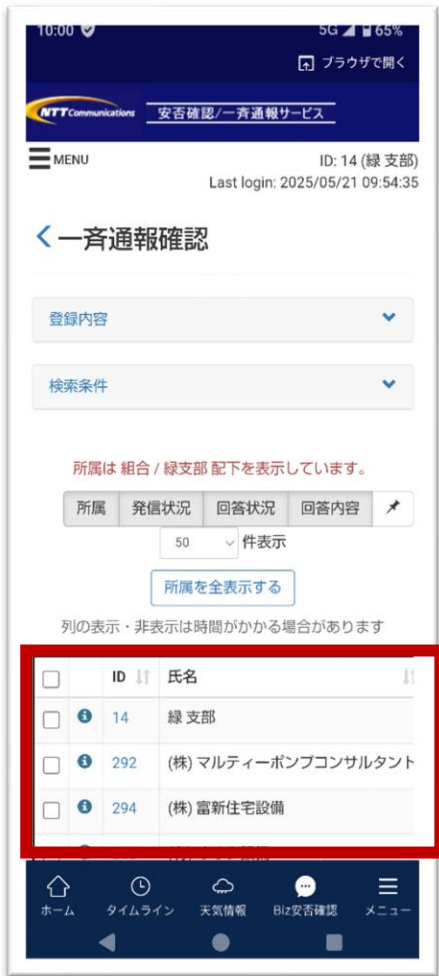 10:00 5G 65%
ブラウザで開く
NTT Communications 安否確認/一斉通報サービス
MENU ID: 14 (緑 支部)
Last login: 2025/05/21 09:54:35
一斉通報確認
登録内容
検索条件
所属は 組合 / 緑支部 配下を表示しています。
所属 発信状況 回答状況 回答内容
50 件表示
所属を全表示する
列の表示・非表示は時間がかかる場合があります
ID 氏名
14 緑 支部
292 (株) マルティーポンプコンサルタント
294 (株) 富新住宅設備
ホーム タイムライン 天気情報 Biz安否確認 メニュー